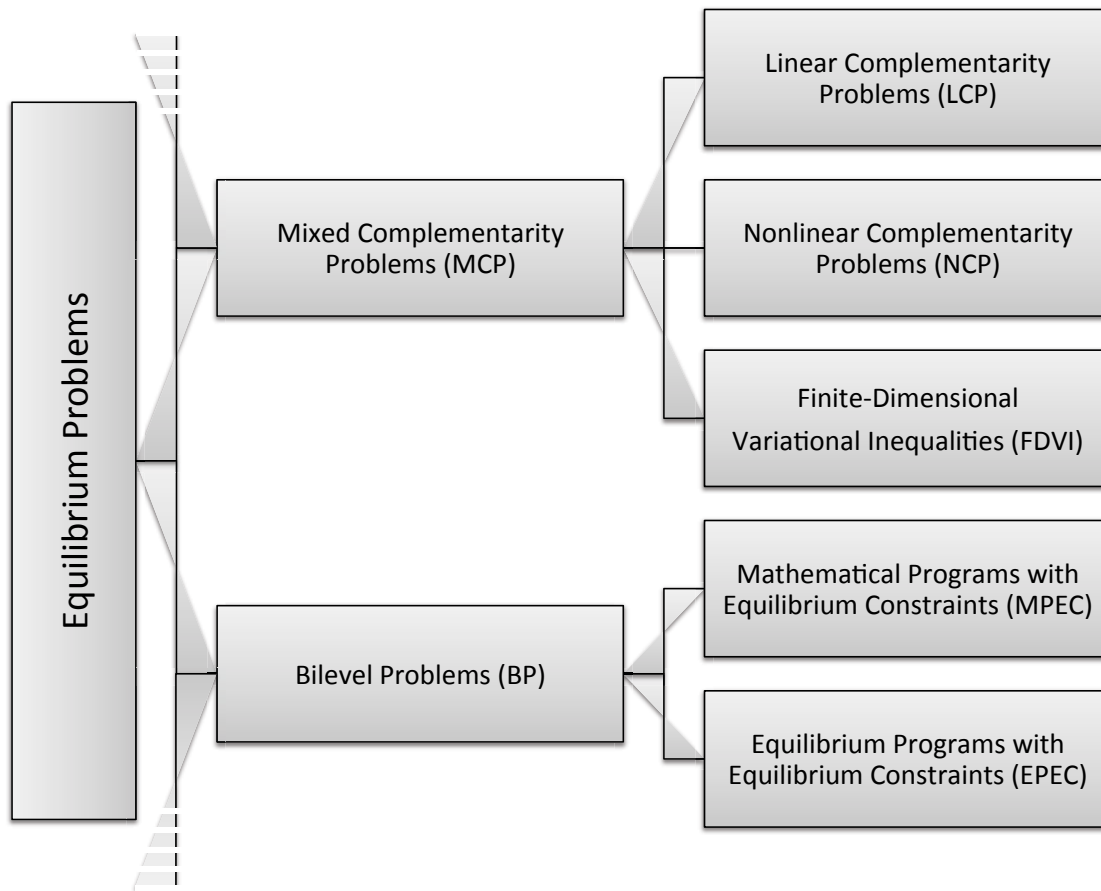 Equilibrium Problems
Mixed Complementarity
Problems (MCP)
Linear Complementarity
Problems (LCP)
Nonlinear Complementarity
Problems (NCP)
Finite-Dimensional
Variational Inequalities (FDVI)
Bilevel Problems (BP)
Mathematical Programs with
Equilibrium Constraints (MPEC)
Equilibrium Programs with
Equilibrium Constraints (EPEC)